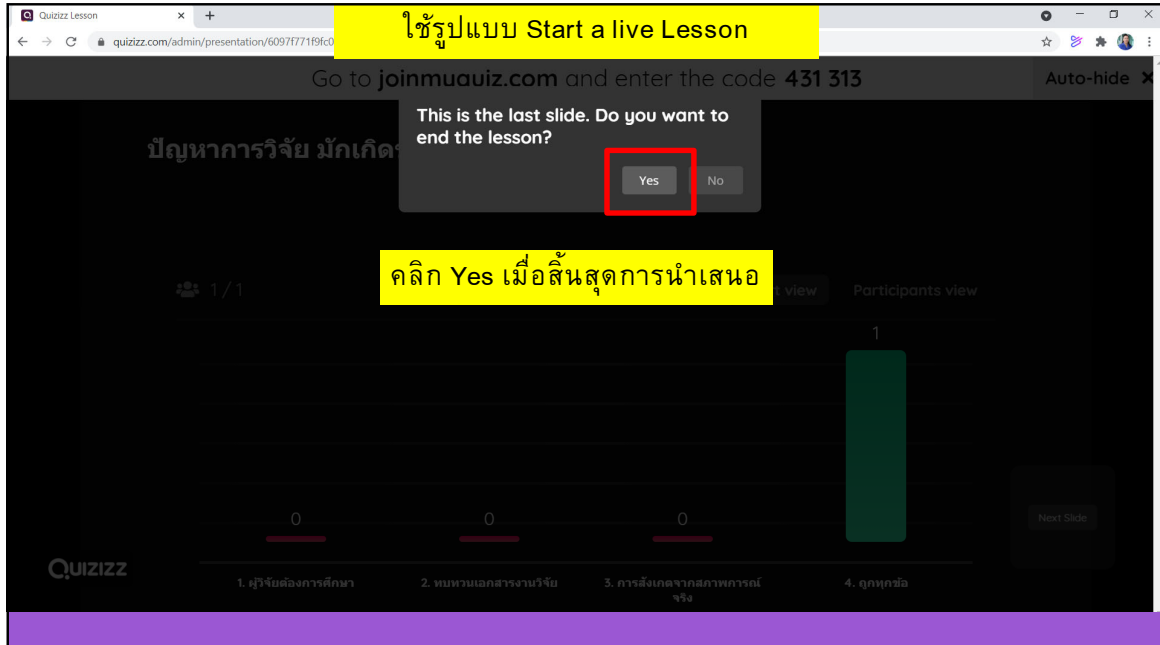 Quizizz Lesson
ใช้รูปแบบ Start a live Lesson
quizizz.com/admin/presentation/6097f771f9fc0
Go to joinmyquiz.com and enter the code 431 313
Auto-hide
This is the last slide. Do you want to
end the lesson?
ปัญหาการวิจัย มักเกิด
Yes No
คลิก Yes เมื่อสิ้นสุดการนำเสนอ
1/1
view Participants view
1
0 0 0
Next Slide
QUIZIZZ
1. ผู้วิจัยต้องการศึกษา 2. ทบทวนเอกสารงานวิจัย 3. การสังเกตจากสภาพการณ์ 4. ถูกทุกข้อ
จริง